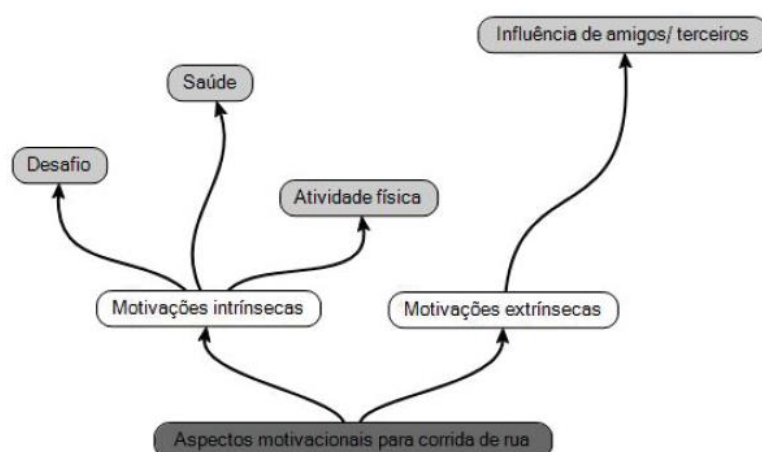 Influência de amigos/ terceiros
Saúde
Desafio
Atividade física
Motivações intrínsecas
Motivações extrínsecas
Aspectos motivacionais para corrida de rua